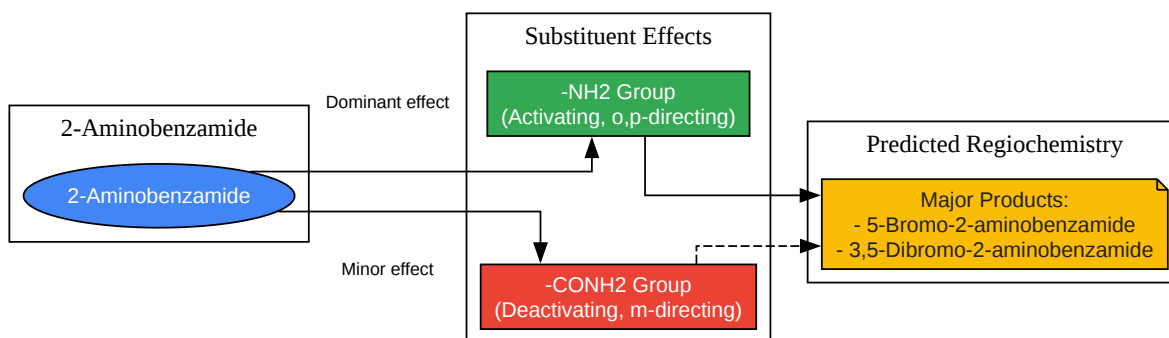 2-Aminobenzamide
2-Aminobenzamide
Dominant effect
Minor effect
Substituent Effects
-NH2 Group
(Activating, o,p-directing)
-CONH2 Group
(Deactivating, m-directing)
Predicted Regiochemistry
Major Products:
- 5-Bromo-2-aminobenzamide
- 3,5-Dibromo-2-aminobenzamide